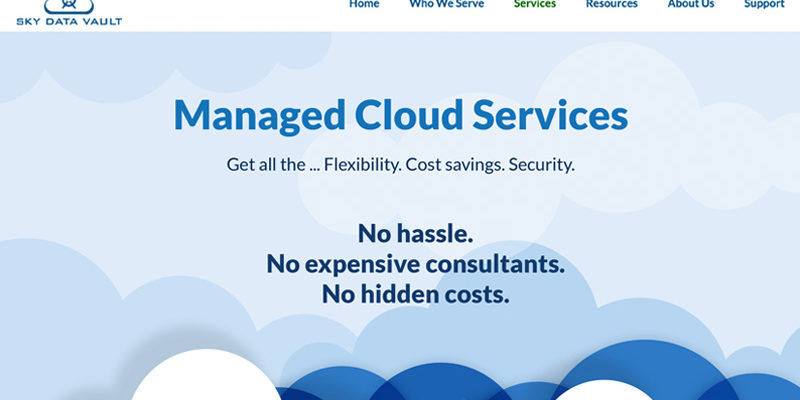 SKY DATA VAULT
Home Who We Serve Services Resources About Us Support
Managed Cloud Services
Get all the ... Flexibility. Cost savings. Security.
No hassle.
No expensive consultants.
No hidden costs.